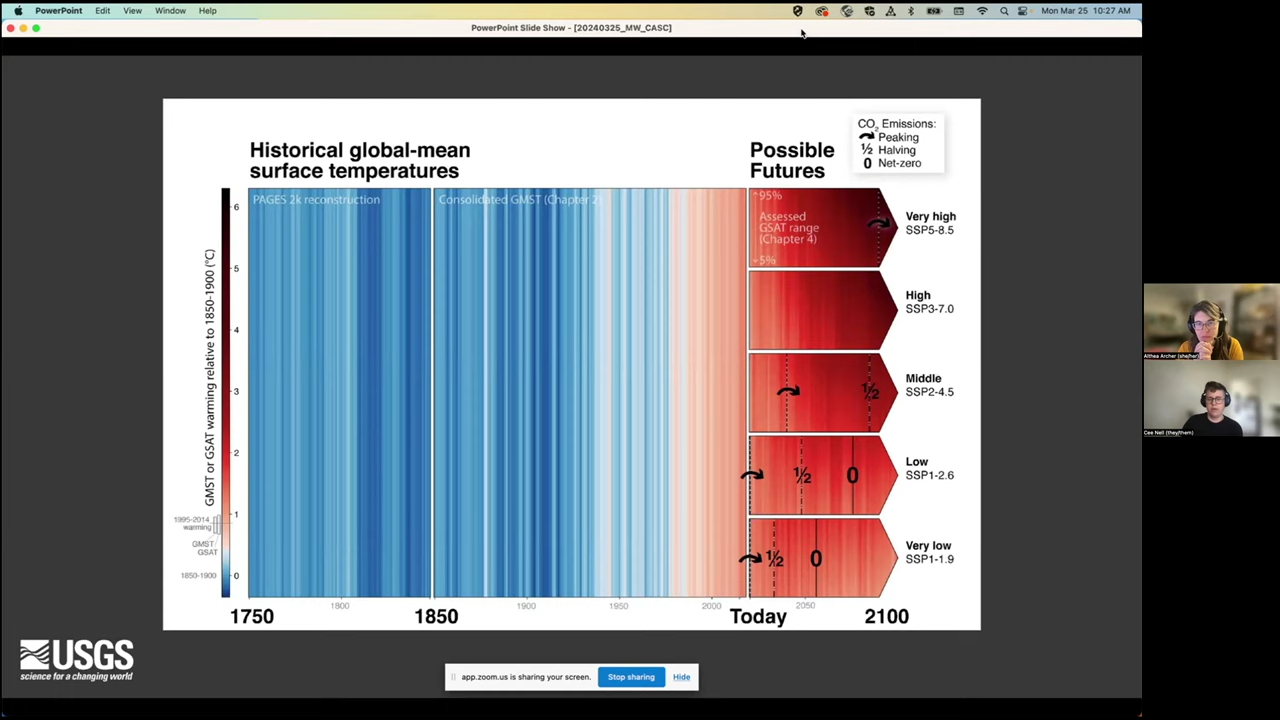 PowerPoint Edit View Window Help
Mon Mar 25 10:27 AM
PowerPoint Slide Show - [20240325_MW_CASC]
CO2 Emissions:
Peaking
½ Halving
0 Net-zero
Historical global-mean
surface temperatures
Possible
Futures
PAGES 2k reconstruction
Consolidated GMST (Chapter 2)
95%
Assessed
GSAT range
(Chapter 4)
5%
Very high
SSP5-8.5
High
SSP3-7.0
Middle
SSP2-4.5
½
Low
SSP1-2.6
½
0
Very low
SSP1-1.9
½
0
GMST or GSAT warming relative to 1850-1900 (°C)
6
5
4
3
2
1
0
1995-2014
warming
GMST
GSAT
1850-1900
1750
1800
1850
1900
1950
2000
Today
2050
2100
USGS
science for a changing world
app.zoom.us is sharing your screen.
Stop sharing
Hide
Althea Archer (she/her)
Cee Nell (they/them)